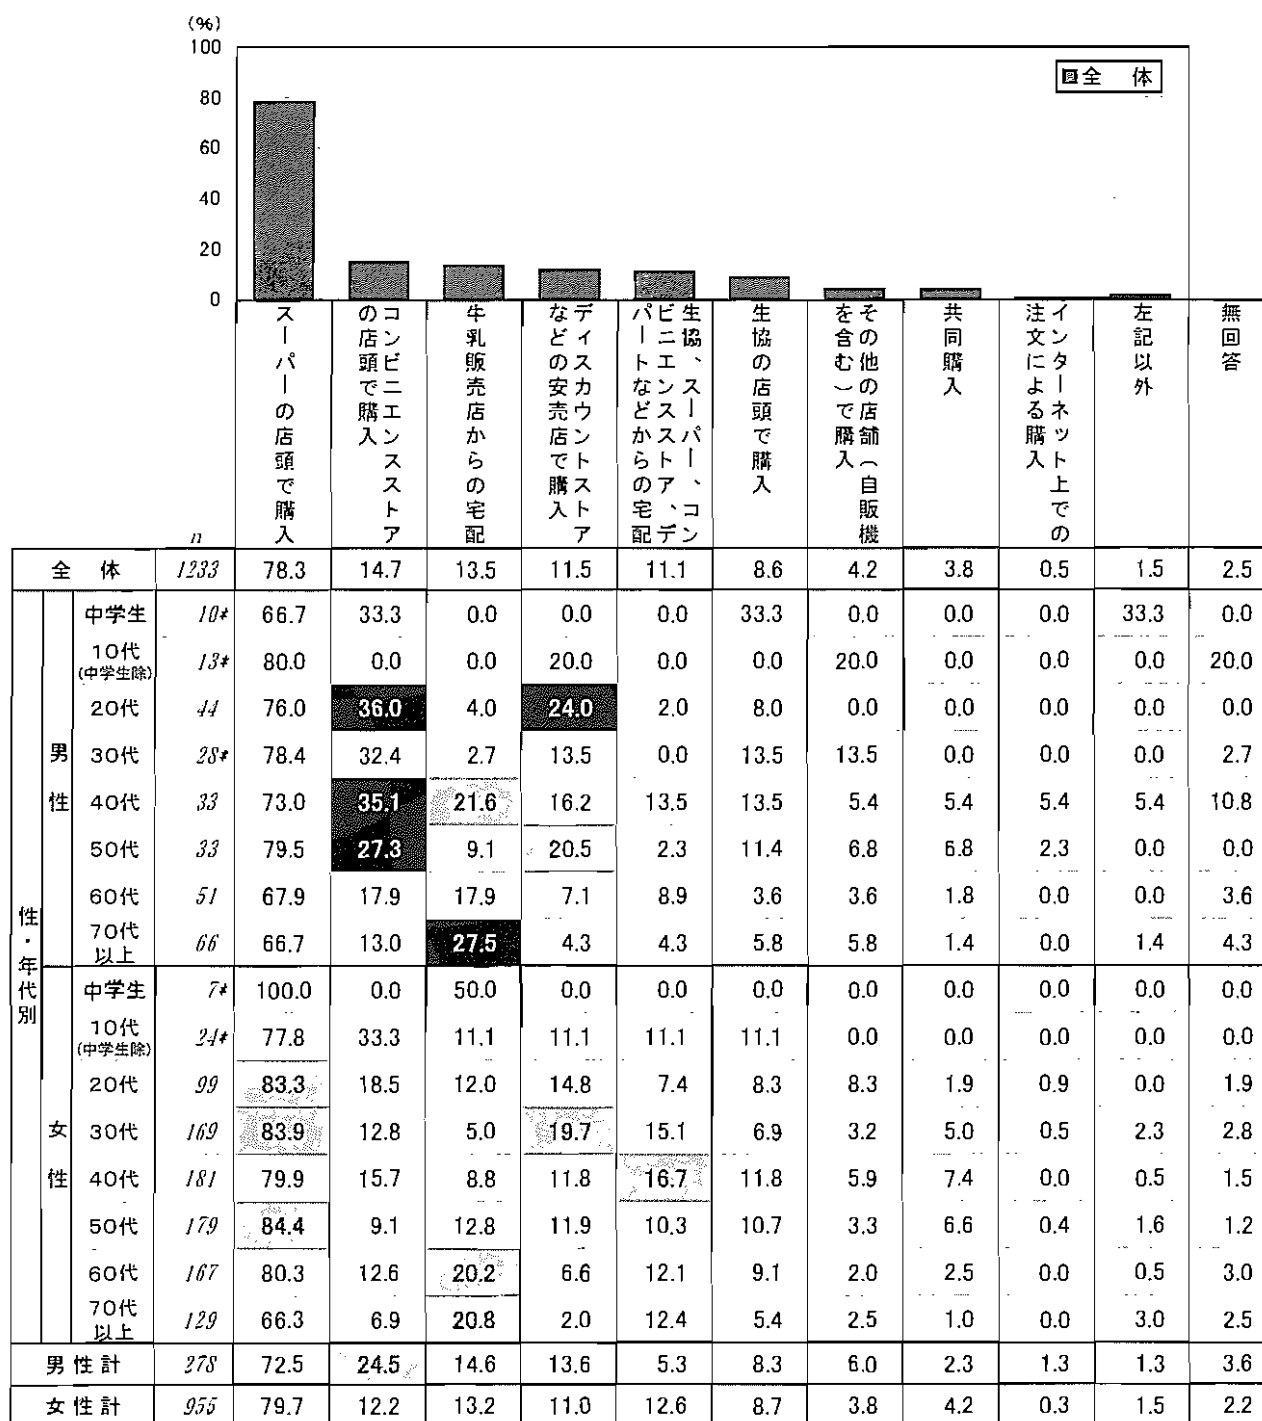 (%)
100
80
60
40
20
0
全 体
スーパーの店頭で購入
コンビニエンスストアの店頭で購入
牛乳販売店からの宅配
ディスカウントストアなどの安売店で購入
生協、スーパー、コンビニエンスストア、デパートなどからの宅配
生協の店頭で購入
その他の店舗(自販機を含む)で購入
共同購入
インターネット上での注文による購入
左記以外
無回答
n
全 体 1233 78.3 14.7 13.5 11.5 11.1 8.6 4.2 3.8 0.5 1.5 2.5
性・年代別
男性
中学生 10* 66.7 33.3 0.0 0.0 0.0 33.3 0.0 0.0 0.0 33.3 0.0
10代(中学生除) 13* 80.0 0.0 0.0 20.0 0.0 0.0 20.0 0.0 0.0 0.0 20.0
20代 44 76.0 36.0 4.0 24.0 2.0 8.0 0.0 0.0 0.0 0.0 0.0
30代 28* 78.4 32.4 2.7 13.5 0.0 13.5 13.5 0.0 0.0 0.0 2.7
40代 33 73.0 35.1 21.6 16.2 13.5 13.5 5.4 5.4 5.4 5.4 10.8
50代 33 79.5 27.3 9.1 20.5 2.3 11.4 6.8 6.8 2.3 0.0 0.0
60代 51 67.9 17.9 17.9 7.1 8.9 3.6 3.6 1.8 0.0 0.0 3.6
70代以上 66 66.7 13.0 27.5 4.3 4.3 5.8 5.8 1.4 0.0 1.4 4.3
女性
中学生 7* 100.0 0.0 50.0 0.0 0.0 0.0 0.0 0.0 0.0 0.0 0.0
10代(中学生除) 24* 77.8 33.3 11.1 11.1 11.1 11.1 0.0 0.0 0.0 0.0 0.0
20代 99 83.3 18.5 12.0 14.8 7.4 8.3 8.3 1.9 0.9 0.0 1.9
30代 169 83.9 12.8 5.0 19.7 15.1 6.9 3.2 5.0 0.5 2.3 2.8
40代 181 79.9 15.7 8.8 11.8 16.7 11.8 5.9 7.4 0.0 0.5 1.5
50代 179 84.4 9.1 12.8 11.9 10.3 10.7 3.3 6.6 0.4 1.6 1.2
60代 167 80.3 12.6 20.2 6.6 12.1 9.1 2.0 2.5 0.0 0.5 3.0
70代以上 129 66.3 6.9 20.8 2.0 12.4 5.4 2.5 1.0 0.0 3.0 2.5
男性計 278 72.5 24.5 14.6 13.6 5.3 8.3 6.0 2.3 1.3 1.3 3.6
女性計 955 79.7 12.2 13.2 11.0 12.6 8.7 3.8 4.2 0.3 1.5 2.2